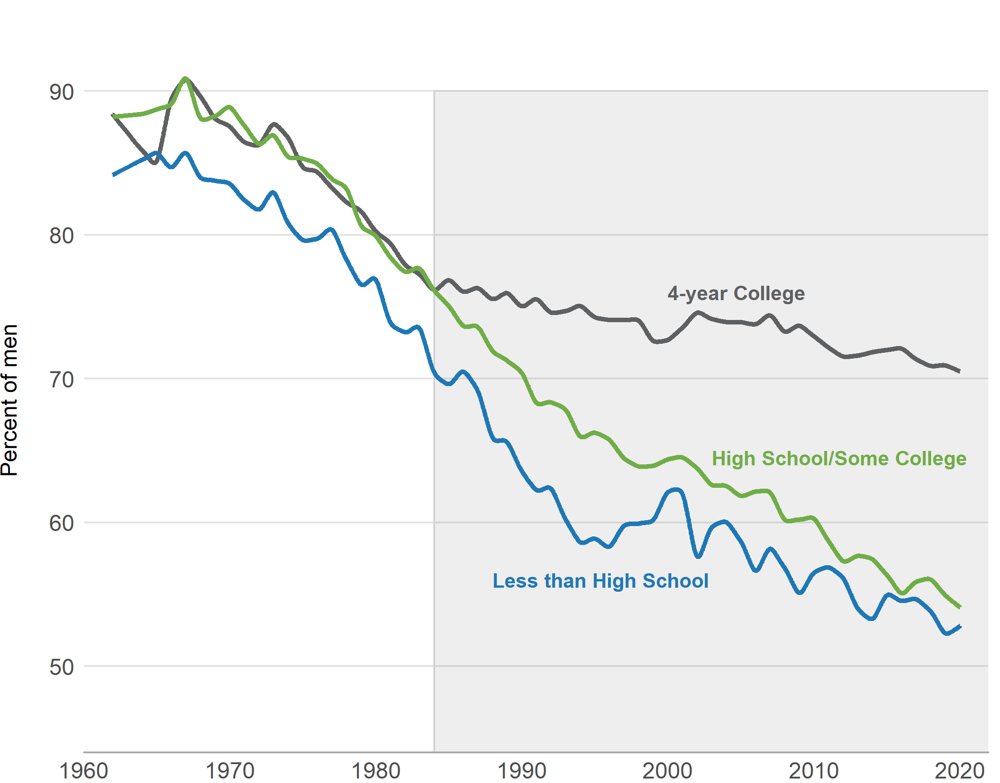 90
80
70
60
50
Percent of men
4-year College
High School/Some College
Less than High School
1960 1970 1980 1990 2000 2010 2020